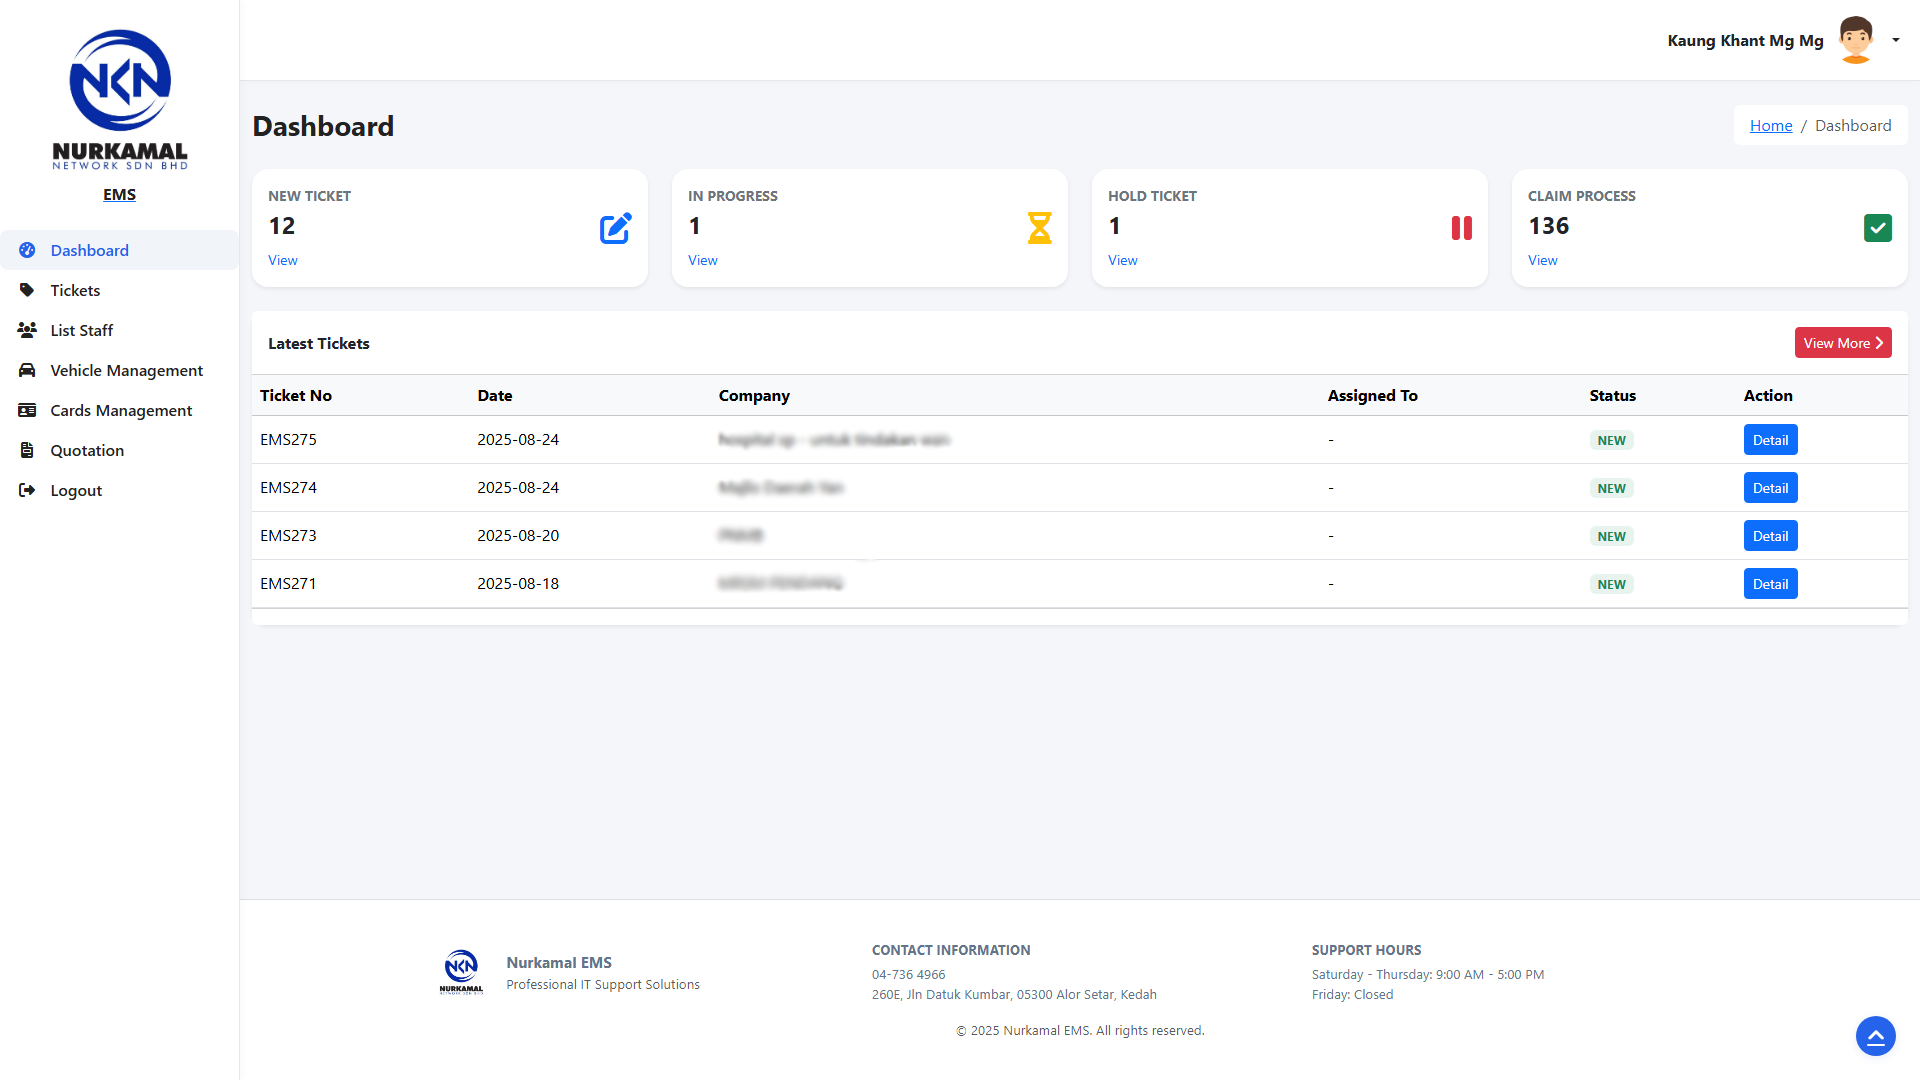 NKN
NURKAMAL
NETWORK SDN BHD
EMS
Dashboard
Tickets
List Staff
Vehicle Management
Cards Management
Quotation
Logout
Kaung Khant Mg Mg
Dashboard
Home / Dashboard
NEW TICKET
12
View
IN PROGRESS
1
View
HOLD TICKET
1
View
CLAIM PROCESS
136
View
Latest Tickets
View More
Ticket No Date Company Assigned To Status Action
EMS275 2025-08-24 - NEW Detail
EMS274 2025-08-24 - NEW Detail
EMS273 2025-08-20 - NEW Detail
EMS271 2025-08-18 - NEW Detail
NKN
NURKAMAL
Nurkamal EMS
Professional IT Support Solutions
CONTACT INFORMATION
04-736 4966
260E, Jln Datuk Kumbar, 05300 Alor Setar, Kedah
SUPPORT HOURS
Saturday - Thursday: 9:00 AM - 5:00 PM
Friday: Closed
© 2025 Nurkamal EMS. All rights reserved.